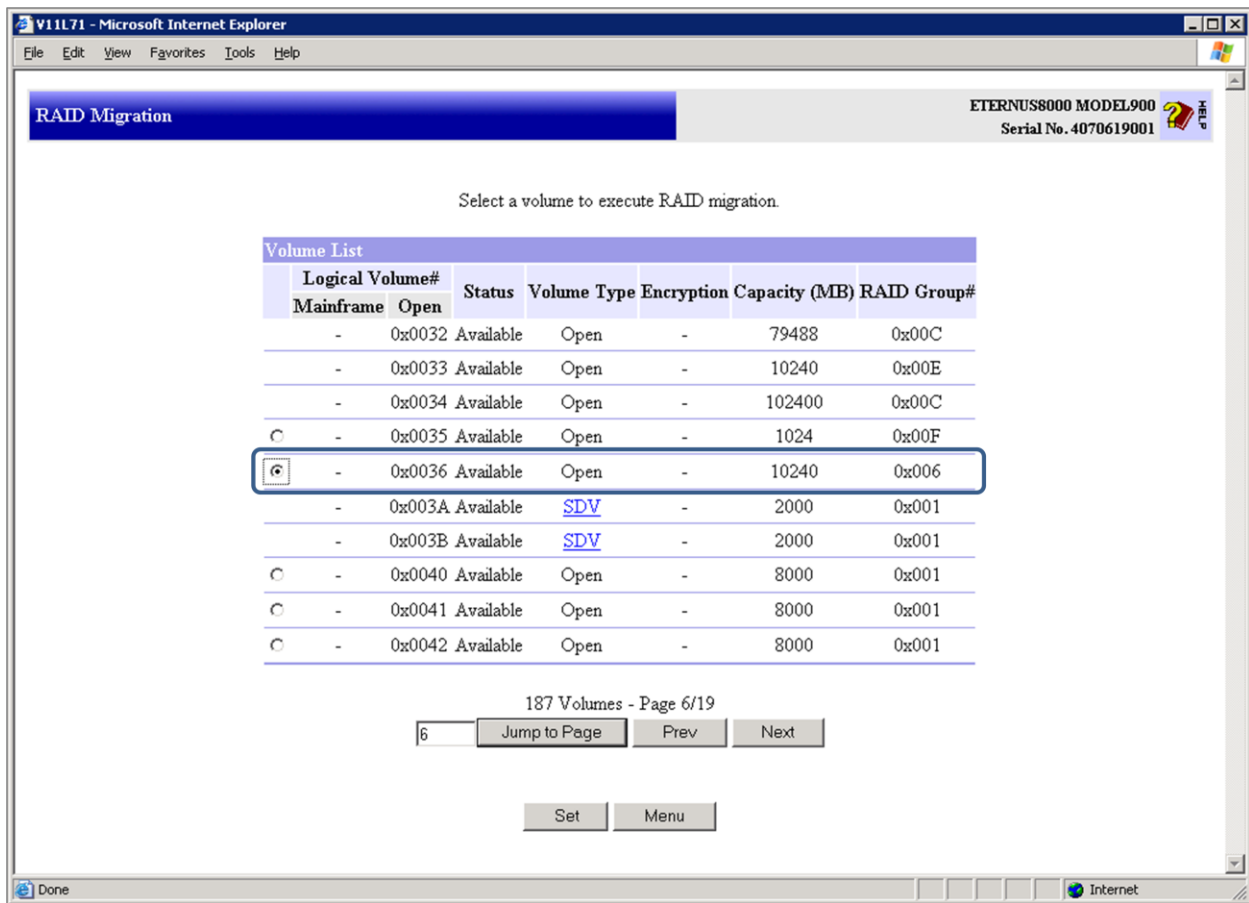 V11L71 - Microsoft Internet Explorer
File Edit View Favorites Tools Help
RAID Migration
ETERNUS8000 MODEL900
Serial No. 4070619001
HELP
Select a volume to execute RAID migration.
Volume List
Logical Volume# Status Volume Type Encryption Capacity (MB) RAID Group#
Mainframe Open
- 0x0032 Available Open - 79488 0x00C
- 0x0033 Available Open - 10240 0x00E
- 0x0034 Available Open - 102400 0x00C
- 0x0035 Available Open - 1024 0x00F
- 0x0036 Available Open - 10240 0x006
- 0x003A Available SDV - 2000 0x001
- 0x003B Available SDV - 2000 0x001
- 0x0040 Available Open - 8000 0x001
- 0x0041 Available Open - 8000 0x001
- 0x0042 Available Open - 8000 0x001
187 Volumes - Page 6/19
6 Jump to Page Prev Next
Set Menu
Done Internet